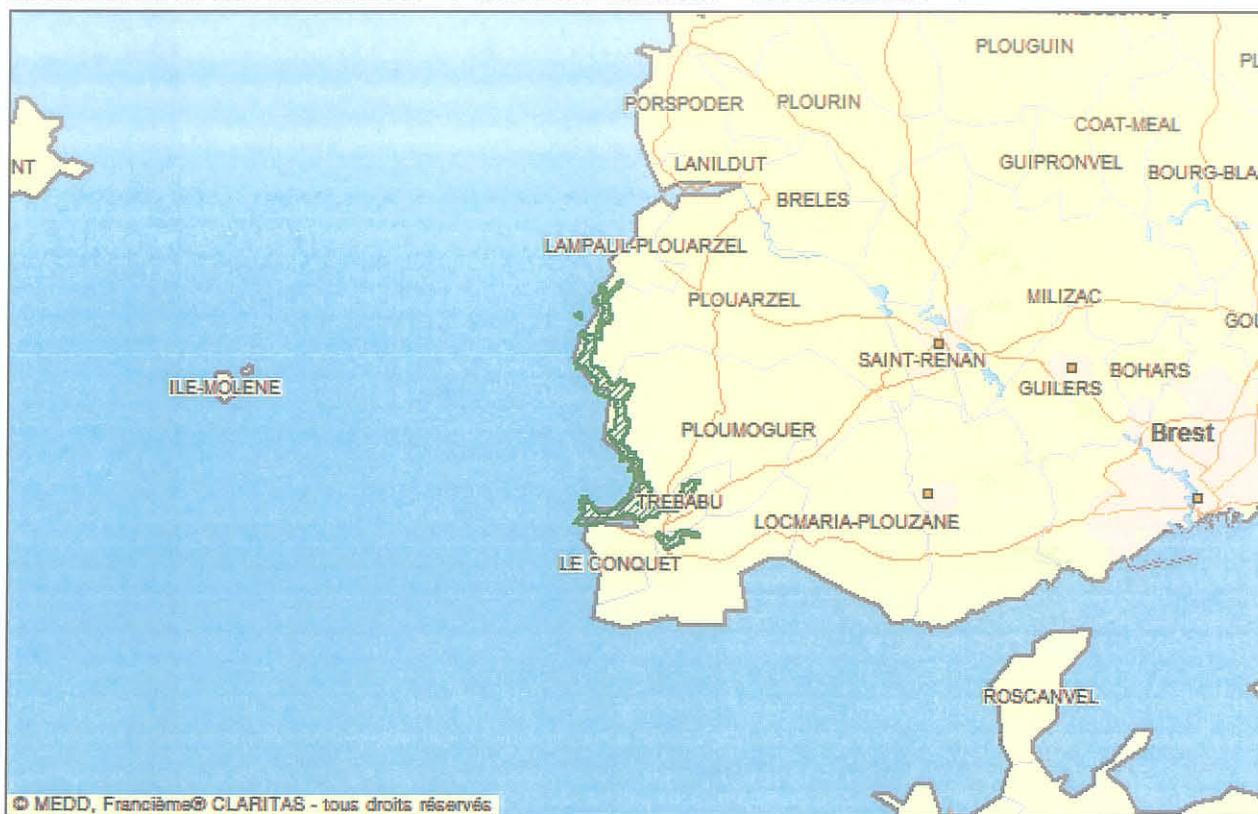 PLOUGUIN
PORSPODER
PLOURIN
COAT-MEAL
NT
LANILDUT
GUIPRONVEL
BOURG-BLA
BRELES
LAMPAUL-PLOUARZEL
PLOUARZEL
MILIZAC
GOU
SAINT-RENAN
ILE-MOLENE
GUILERS
BOHARS
PLOUMOGUER
Brest
TREBABU
LOCMARIA-PLOUZANE
LE CONQUET
ROSCANVEL
© MEDD, Francième® CLARITAS - tous droits réservés